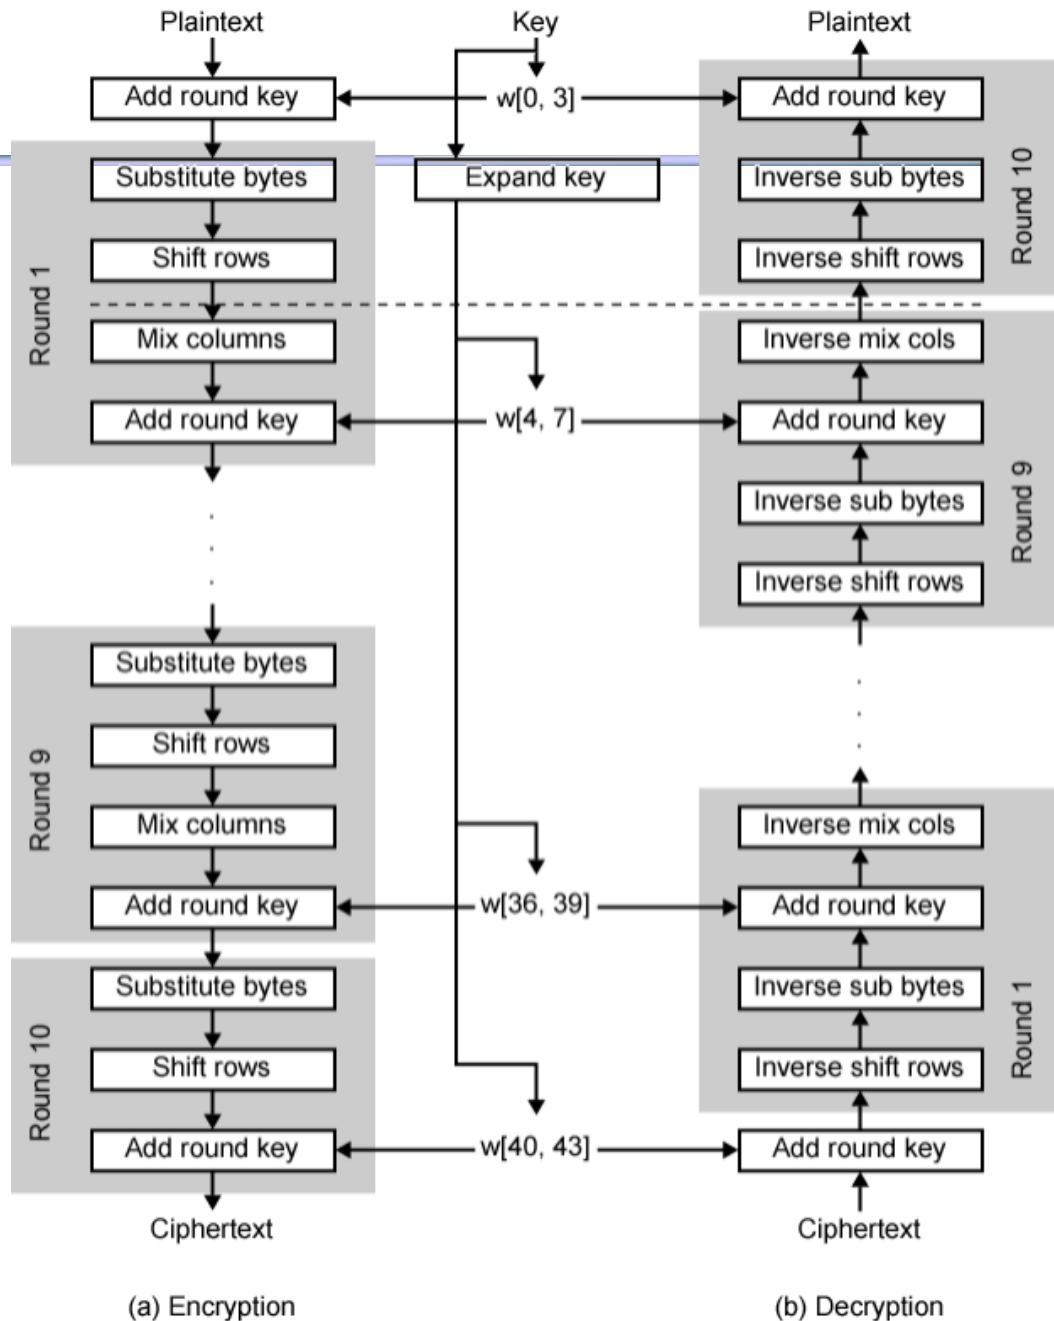 Plaintext
Key
Plaintext
Add round key
w[0, 3]
Add round key
Round 1
Substitute bytes
Expand key
Inverse sub bytes
Round 10
Shift rows
Inverse shift rows
Mix columns
Inverse mix cols
Add round key
w[4, 7]
Add round key
Round 9
Inverse sub bytes
Inverse shift rows
Round 9
Substitute bytes
Shift rows
Mix columns
Inverse mix cols
Add round key
w[36, 39]
Add round key
Round 10
Substitute bytes
Inverse sub bytes
Round 1
Shift rows
Inverse shift rows
Add round key
w[40, 43]
Add round key
Ciphertext
Ciphertext
(a) Encryption
(b) Decryption